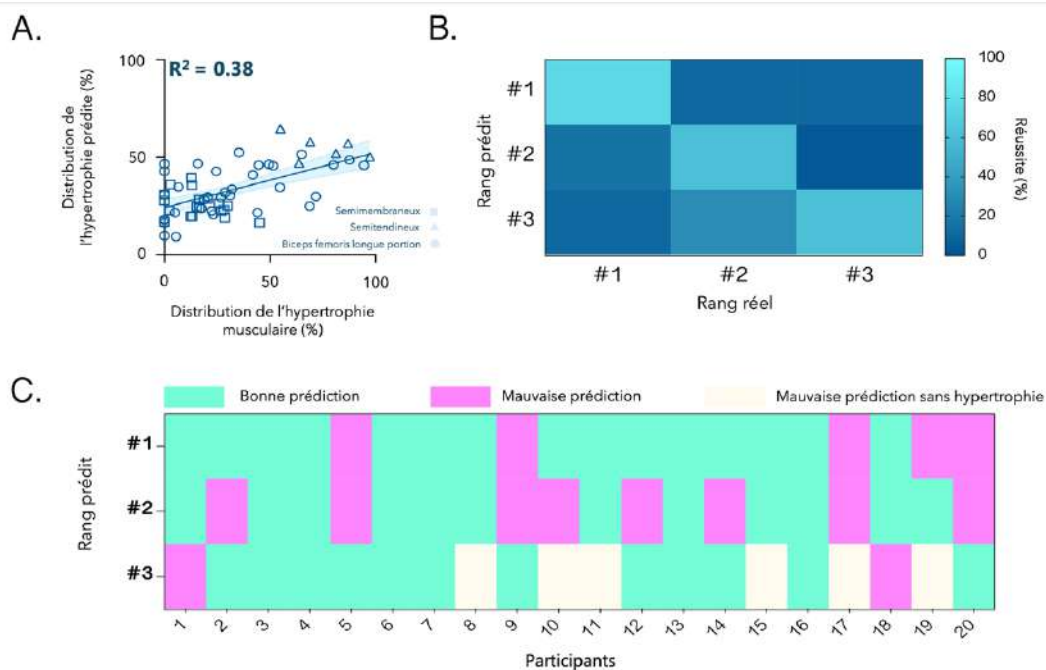 A.
R² = 0.38
100
50
0
Distribution de
l'hypertrophie prédite (%)
Semimembraneux
Semitendineux
Biceps femoris longue portion
0
50
100
Distribution de l'hypertrophie
musculaire (%)
B.
#1
#2
#3
Rang prédit
#1
#2
#3
Rang réel
100
80
60
40
20
0
Réussite (%)
C.
Bonne prédiction
Mauvaise prédiction
Mauvaise prédiction sans hypertrophie
#1
#2
#3
Rang prédit
1 2 3 4 5 6 7 8 9 10 11 12 13 14 15 16 17 18 19 20
Participants